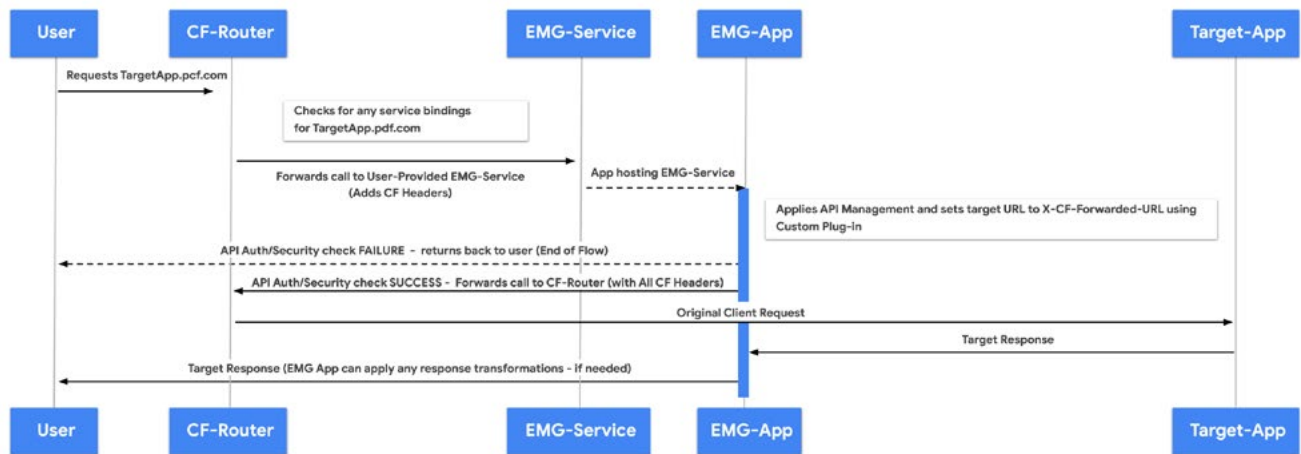 User
CF-Router
EMG-Service
EMG-App
Target-App
Requests TargetApp.pcf.com
Checks for any service bindings
for TargetApp.pdf.com
Forwards call to User-Provided EMG-Service
(Adds CF Headers)
App hosting EMG-Service
Applies API Management and sets target URL to X-CF-Forwarded-URL using
Custom Plug-in
API Auth/Security check FAILURE - returns back to user (End of Flow)
API Auth/Security check SUCCESS - Forwards call to CF-Router (with All CF Headers)
Original Client Request
Target Response
Target Response (EMG App can apply any response transformations - if needed)
User
CF-Router
EMG-Service
EMG-App
Target-App